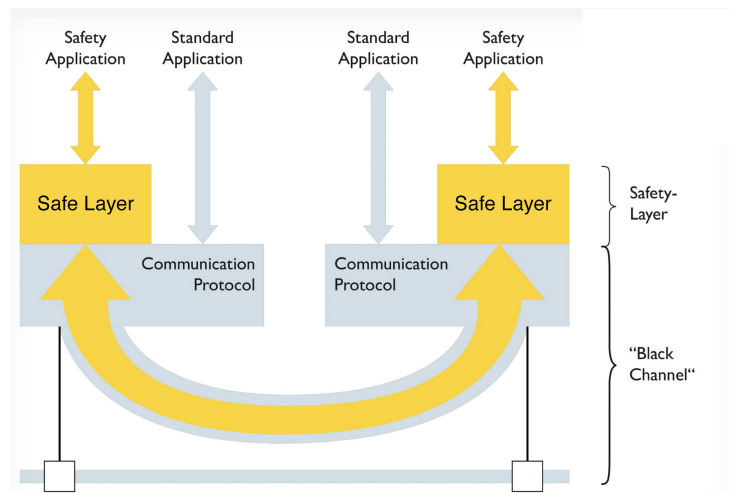 Safety
Application
Standard
Application
Standard
Application
Safety
Application
Safe Layer
Safe Layer
Safety-
Layer
Communication
Protocol
Communication
Protocol
“Black
Channel“